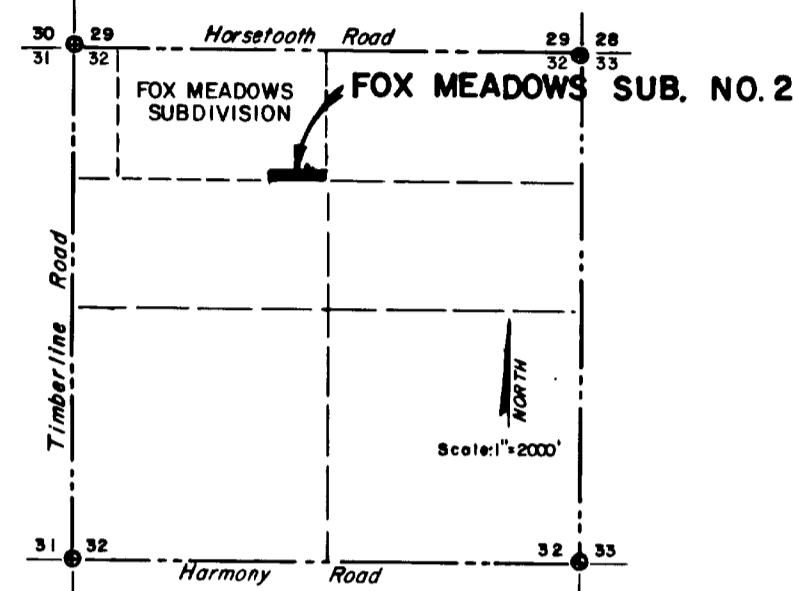 30 29 Horsetooth Road 29 28
31 32 32 33
FOX MEADOWS
SUBDIVISION
FOX MEADOWS SUB. NO. 2
Timberline Road
NORTH
Scale: 1"=2000'
31 32 32 33
Harmony Road